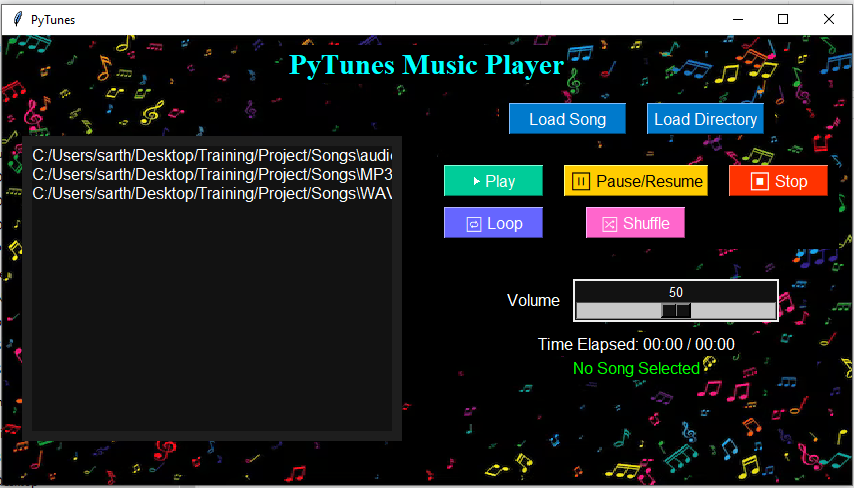 PyTunes
PyTunes Music Player
Load Song Load Directory
C:/Users/sarth/Desktop/Training/Project/Songs\audio
C:/Users/sarth/Desktop/Training/Project/Songs\MP3
C:/Users/sarth/Desktop/Training/Project/Songs\WAV
Play Pause/Resume Stop
Loop Shuffle
50
Volume
Time Elapsed: 00:00 / 00:00
No Song Selected